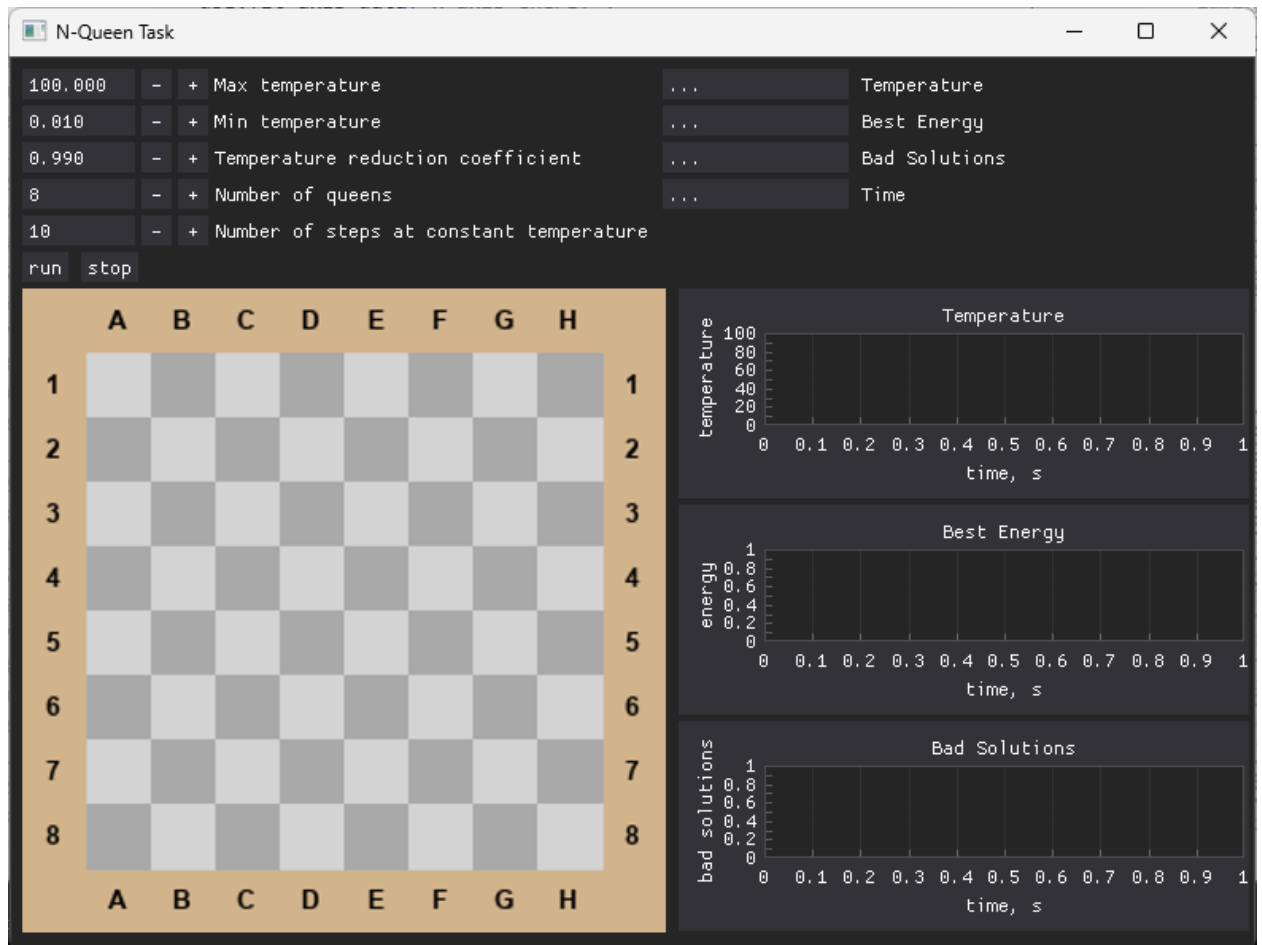 N-Queen Task
100.000 - + Max temperature ... Temperature
0.010 - + Min temperature ... Best Energy
0.990 - + Temperature reduction coefficient ... Bad Solutions
8 - + Number of queens ... Time
10 - + Number of steps at constant temperature
run stop
A B C D E F G H
1 1
2 2
3 3
4 4
5 5
6 6
7 7
8 8
A B C D E F G H
Temperature
temperature
100
80
60
40
20
0
0 0.1 0.2 0.3 0.4 0.5 0.6 0.7 0.8 0.9 1
time, s
Best Energy
energy
1
0.8
0.6
0.4
0.2
0
0 0.1 0.2 0.3 0.4 0.5 0.6 0.7 0.8 0.9 1
time, s
Bad Solutions
bad solutions
1
0.8
0.6
0.4
0.2
0
0 0.1 0.2 0.3 0.4 0.5 0.6 0.7 0.8 0.9 1
time, s